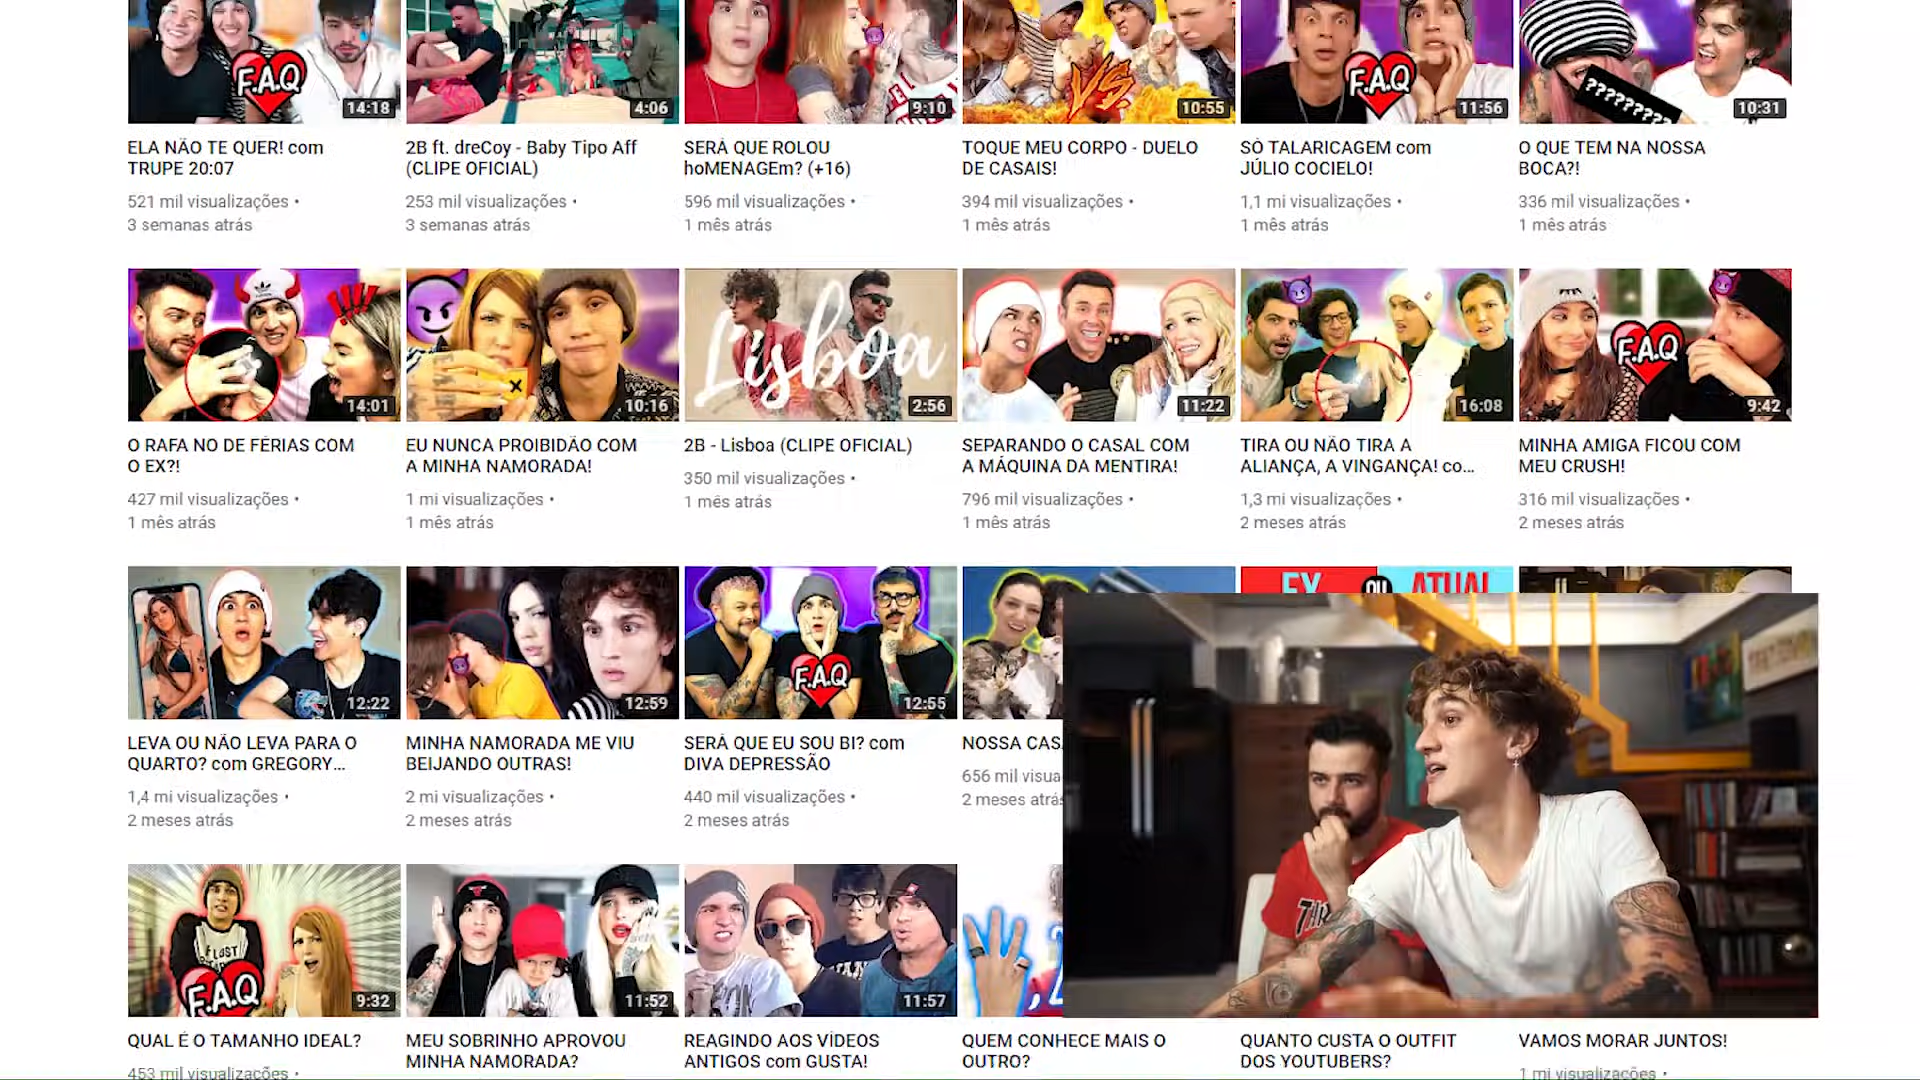 F.A.Q
14:18
4:06
9:10
VS.
10:55
F.A.Q
11:56
????????
10:31
ELA NÃO TE QUER! com
TRUPE 20:07
2B ft. dreCoy - Baby Tipo Aff
(CLIPE OFICIAL)
SERÁ QUE ROLOU
hoMENAGEm? (+16)
TOQUE MEU CORPO - DUELO
DE CASAIS!
SÓ TALARICAGEM com
JÚLIO COCIELO!
O QUE TEM NA NOSSA
BOCA?!
521 mil visualizações •
3 semanas atrás
253 mil visualizações •
3 semanas atrás
596 mil visualizações •
1 mês atrás
394 mil visualizações •
1 mês atrás
1,1 mi visualizações •
1 mês atrás
336 mil visualizações •
1 mês atrás
!!!!
14:01
10:16
Lisboa
2:56
11:22
16:08
F.A.Q
9:42
O RAFA NO DE FÉRIAS COM
O EX?!
EU NUNCA PROIBIDÃO COM
A MINHA NAMORADA!
2B - Lisboa (CLIPE OFICIAL)
SEPARANDO O CASAL COM
A MÁQUINA DA MENTIRA!
TIRA OU NÃO TIRA A
ALIANÇA, A VINGANÇA! co...
MINHA AMIGA FICOU COM
MEU CRUSH!
427 mil visualizações •
1 mês atrás
1 mi visualizações •
1 mês atrás
350 mil visualizações •
1 mês atrás
796 mil visualizações •
1 mês atrás
1,3 mi visualizações •
2 meses atrás
316 mil visualizações •
2 meses atrás
12:22
12:59
F.A.Q
12:55
EX OU ATUAL
LEVA OU NÃO LEVA PARA O
QUARTO? com GREGORY...
MINHA NAMORADA ME VIU
BEIJANDO OUTRAS!
SERÁ QUE EU SOU BI? com
DIVA DEPRESSÃO
NOSSA CAS
1,4 mi visualizações •
2 meses atrás
2 mi visualizações •
2 meses atrás
440 mil visualizações •
2 meses atrás
656 mil visua
2 meses atrás
F.A.Q
9:32
11:52
11:57
QUAL É O TAMANHO IDEAL?
MEU SOBRINHO APROVOU
MINHA NAMORADA?
REAGINDO AOS VÍDEOS
ANTIGOS com GUSTA!
QUEM CONHECE MAIS O
OUTRO?
QUANTO CUSTA O OUTFIT
DOS YOUTUBERS?
VAMOS MORAR JUNTOS!
453 mil visualizações •
1 mi visualizações •